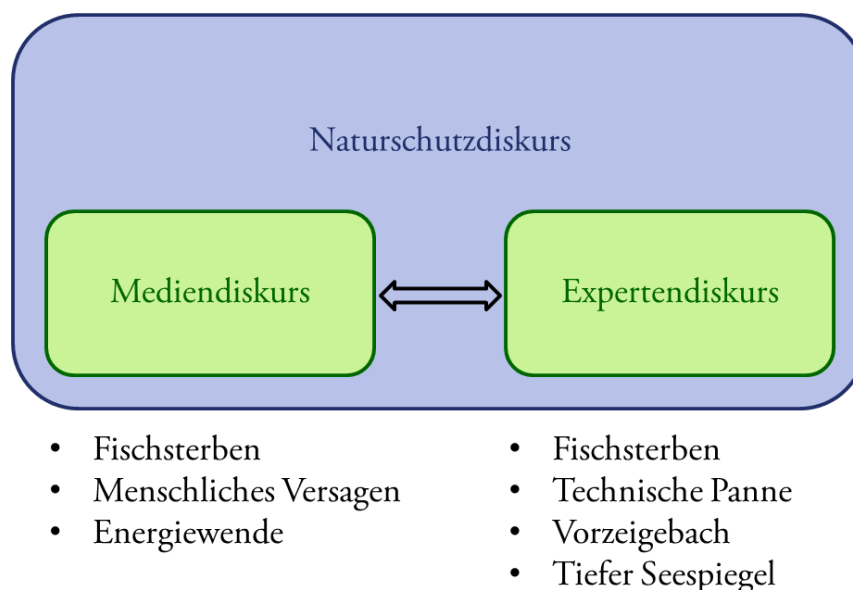 Naturschutzdiskurs
Mediendiskurs
Expertendiskurs
• Fischsterben
• Menschliches Versagen
• Energiewende
• Fischsterben
• Technische Panne
• Vorzeigebach
• Tiefer Seespiegel